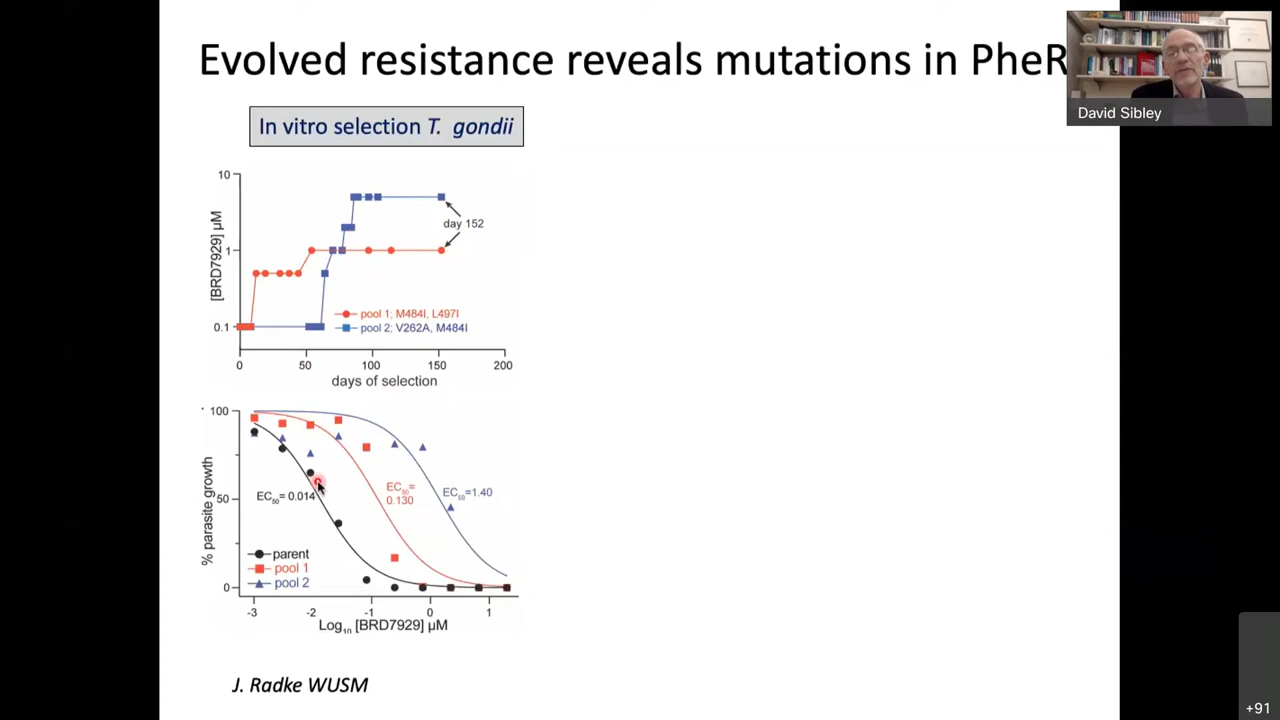 Evolved resistance reveals mutations in PheR
David Sibley
In vitro selection T. gondii
10
1
0.1
[BRD7929] µM
day 152
pool 1; M484I, L497I
pool 2; V262A, M484I
0
50
100
150
200
days of selection
100
50
0
% parasite growth
EC50= 0.014
EC50=
0.130
EC50=1.40
parent
pool 1
pool 2
-3
-2
-1
0
1
Log10 [BRD7929] µM
J. Radke WUSM
+91